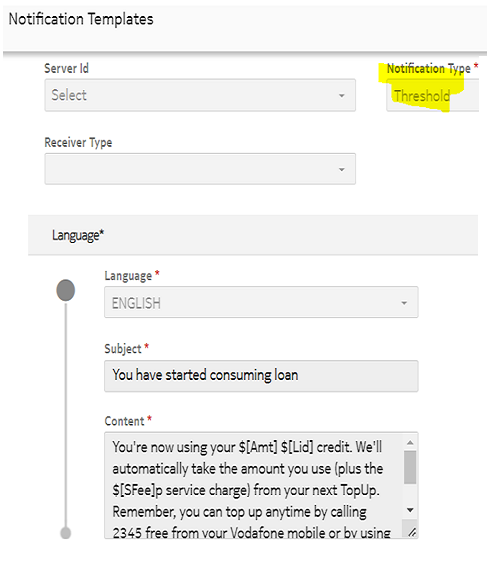 Notification Templates
Server Id
Notification Type *
Select
Threshold
Receiver Type
Language*
Language *
ENGLISH
Subject *
You have started consuming loan
Content *
You're now using your $[Amt] $[Lid] credit. We'll
automatically take the amount you use (plus the
$[SFee]p service charge) from your next TopUp.
Remember, you can top up anytime by calling
2345 free from your Vodafone mobile or by using